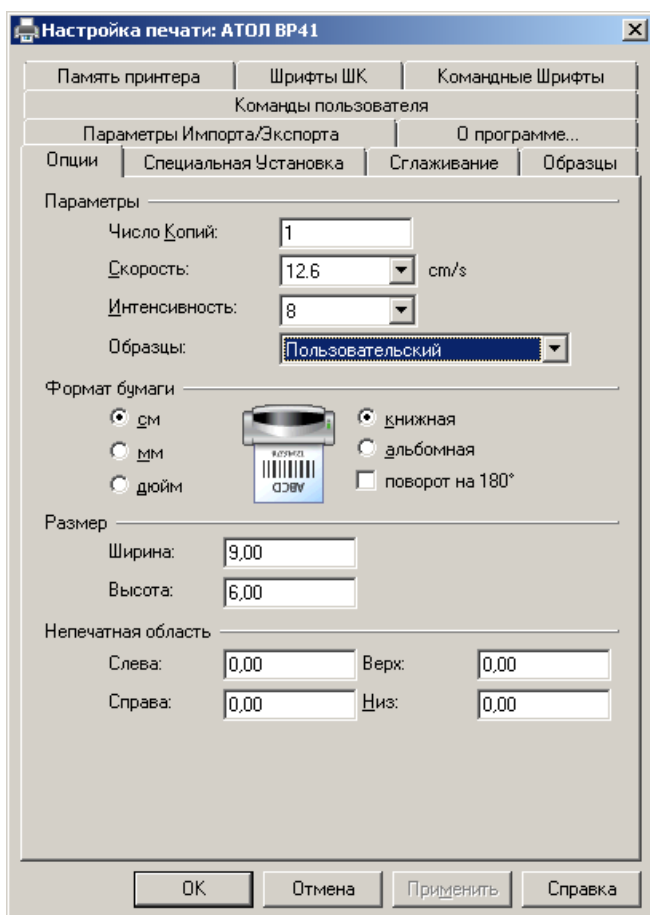 Настройка печати: АТОЛ BP41
Память принтера Шрифты ШК Командные Шрифты
Команды пользователя
Параметры Импорта/Экспорта О программе...
Опции Специальная Установка Сглаживание Образцы
Параметры
Число Копий: 1
Скорость: 12.6 cm/s
Интенсивность: 8
Образцы: Пользовательский
Формат бумаги
см книжная
мм альбомная
дюйм поворот на 180°
ABCD
Размер
Ширина: 9,00
Высота: 6,00
Непечатная область
Слева: 0,00 Верх: 0,00
Справа: 0,00 Низ: 0,00
OK Отмена Применить Справка